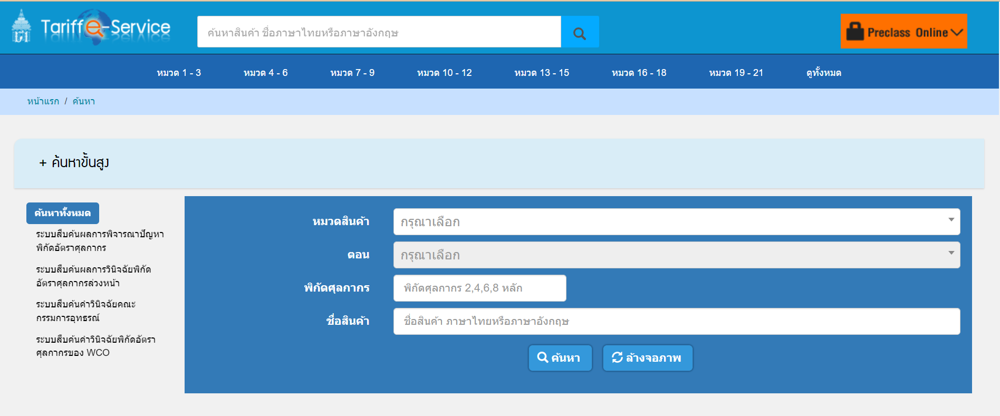 Tariff e-Service
ค้นหาสินค้า ชื่อภาษาไทยหรือภาษาอังกฤษ
Preclass Online
หมวด 1 - 3
หมวด 4 - 6
หมวด 7 - 9
หมวด 10 - 12
หมวด 13 - 15
หมวด 16 - 18
หมวด 19 - 21
ดูทั้งหมด
หน้าแรก / ค้นหา
+ ค้นหาขั้นสูง
ค้นหาทั้งหมด
ระบบสืบค้นผลการพิจารณาปัญหา
พิกัดอัตราศุลกากร
ระบบสืบค้นผลการวินิจฉัยพิกัด
อัตราศุลกากรล่วงหน้า
ระบบสืบค้นคำวินิจฉัยคณะ
กรรมการอุทธรณ์
ระบบสืบค้นคำวินิจฉัยพิกัดอัตรา
ศุลกากรของ WCO
หมวดสินค้า
กรุณาเลือก
ตอน
กรุณาเลือก
พิกัดศุลกากร
พิกัดศุลกากร 2,4,6,8 หลัก
ชื่อสินค้า
ชื่อสินค้า ภาษาไทยหรือภาษาอังกฤษ
ค้นหา
ล้างจอภาพ